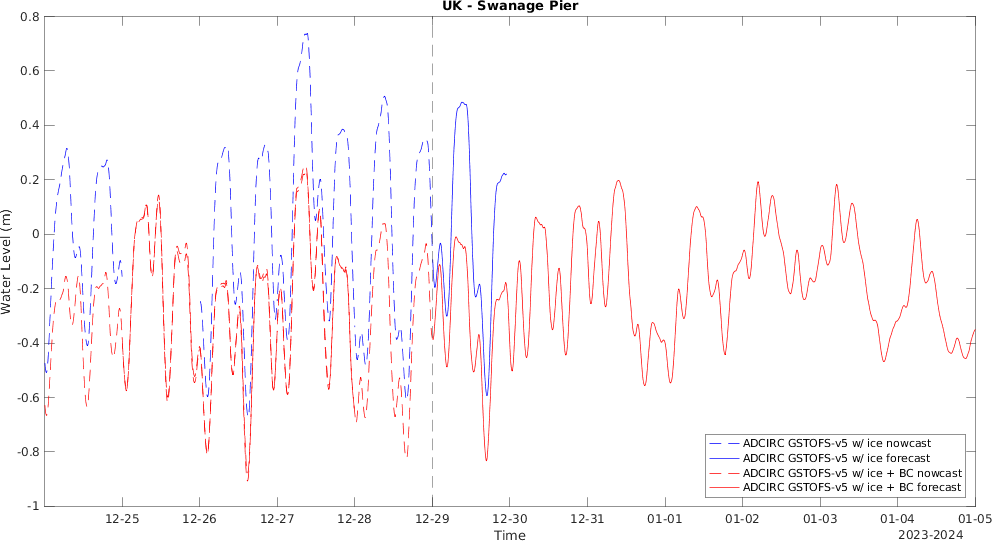 UK - Swanage Pier
0.8
0.6
0.4
0.2
0
-0.2
-0.4
-0.6
-0.8
-1
Water Level (m)
12-25 12-26 12-27 12-28 12-29 12-30 12-31 01-01 01-02 01-03 01-04 01-05
Time
2023-2024
ADCIRC GSTOFS-v5 w/ ice nowcast
ADCIRC GSTOFS-v5 w/ ice forecast
ADCIRC GSTOFS-v5 w/ ice + BC nowcast
ADCIRC GSTOFS-v5 w/ ice + BC forecast